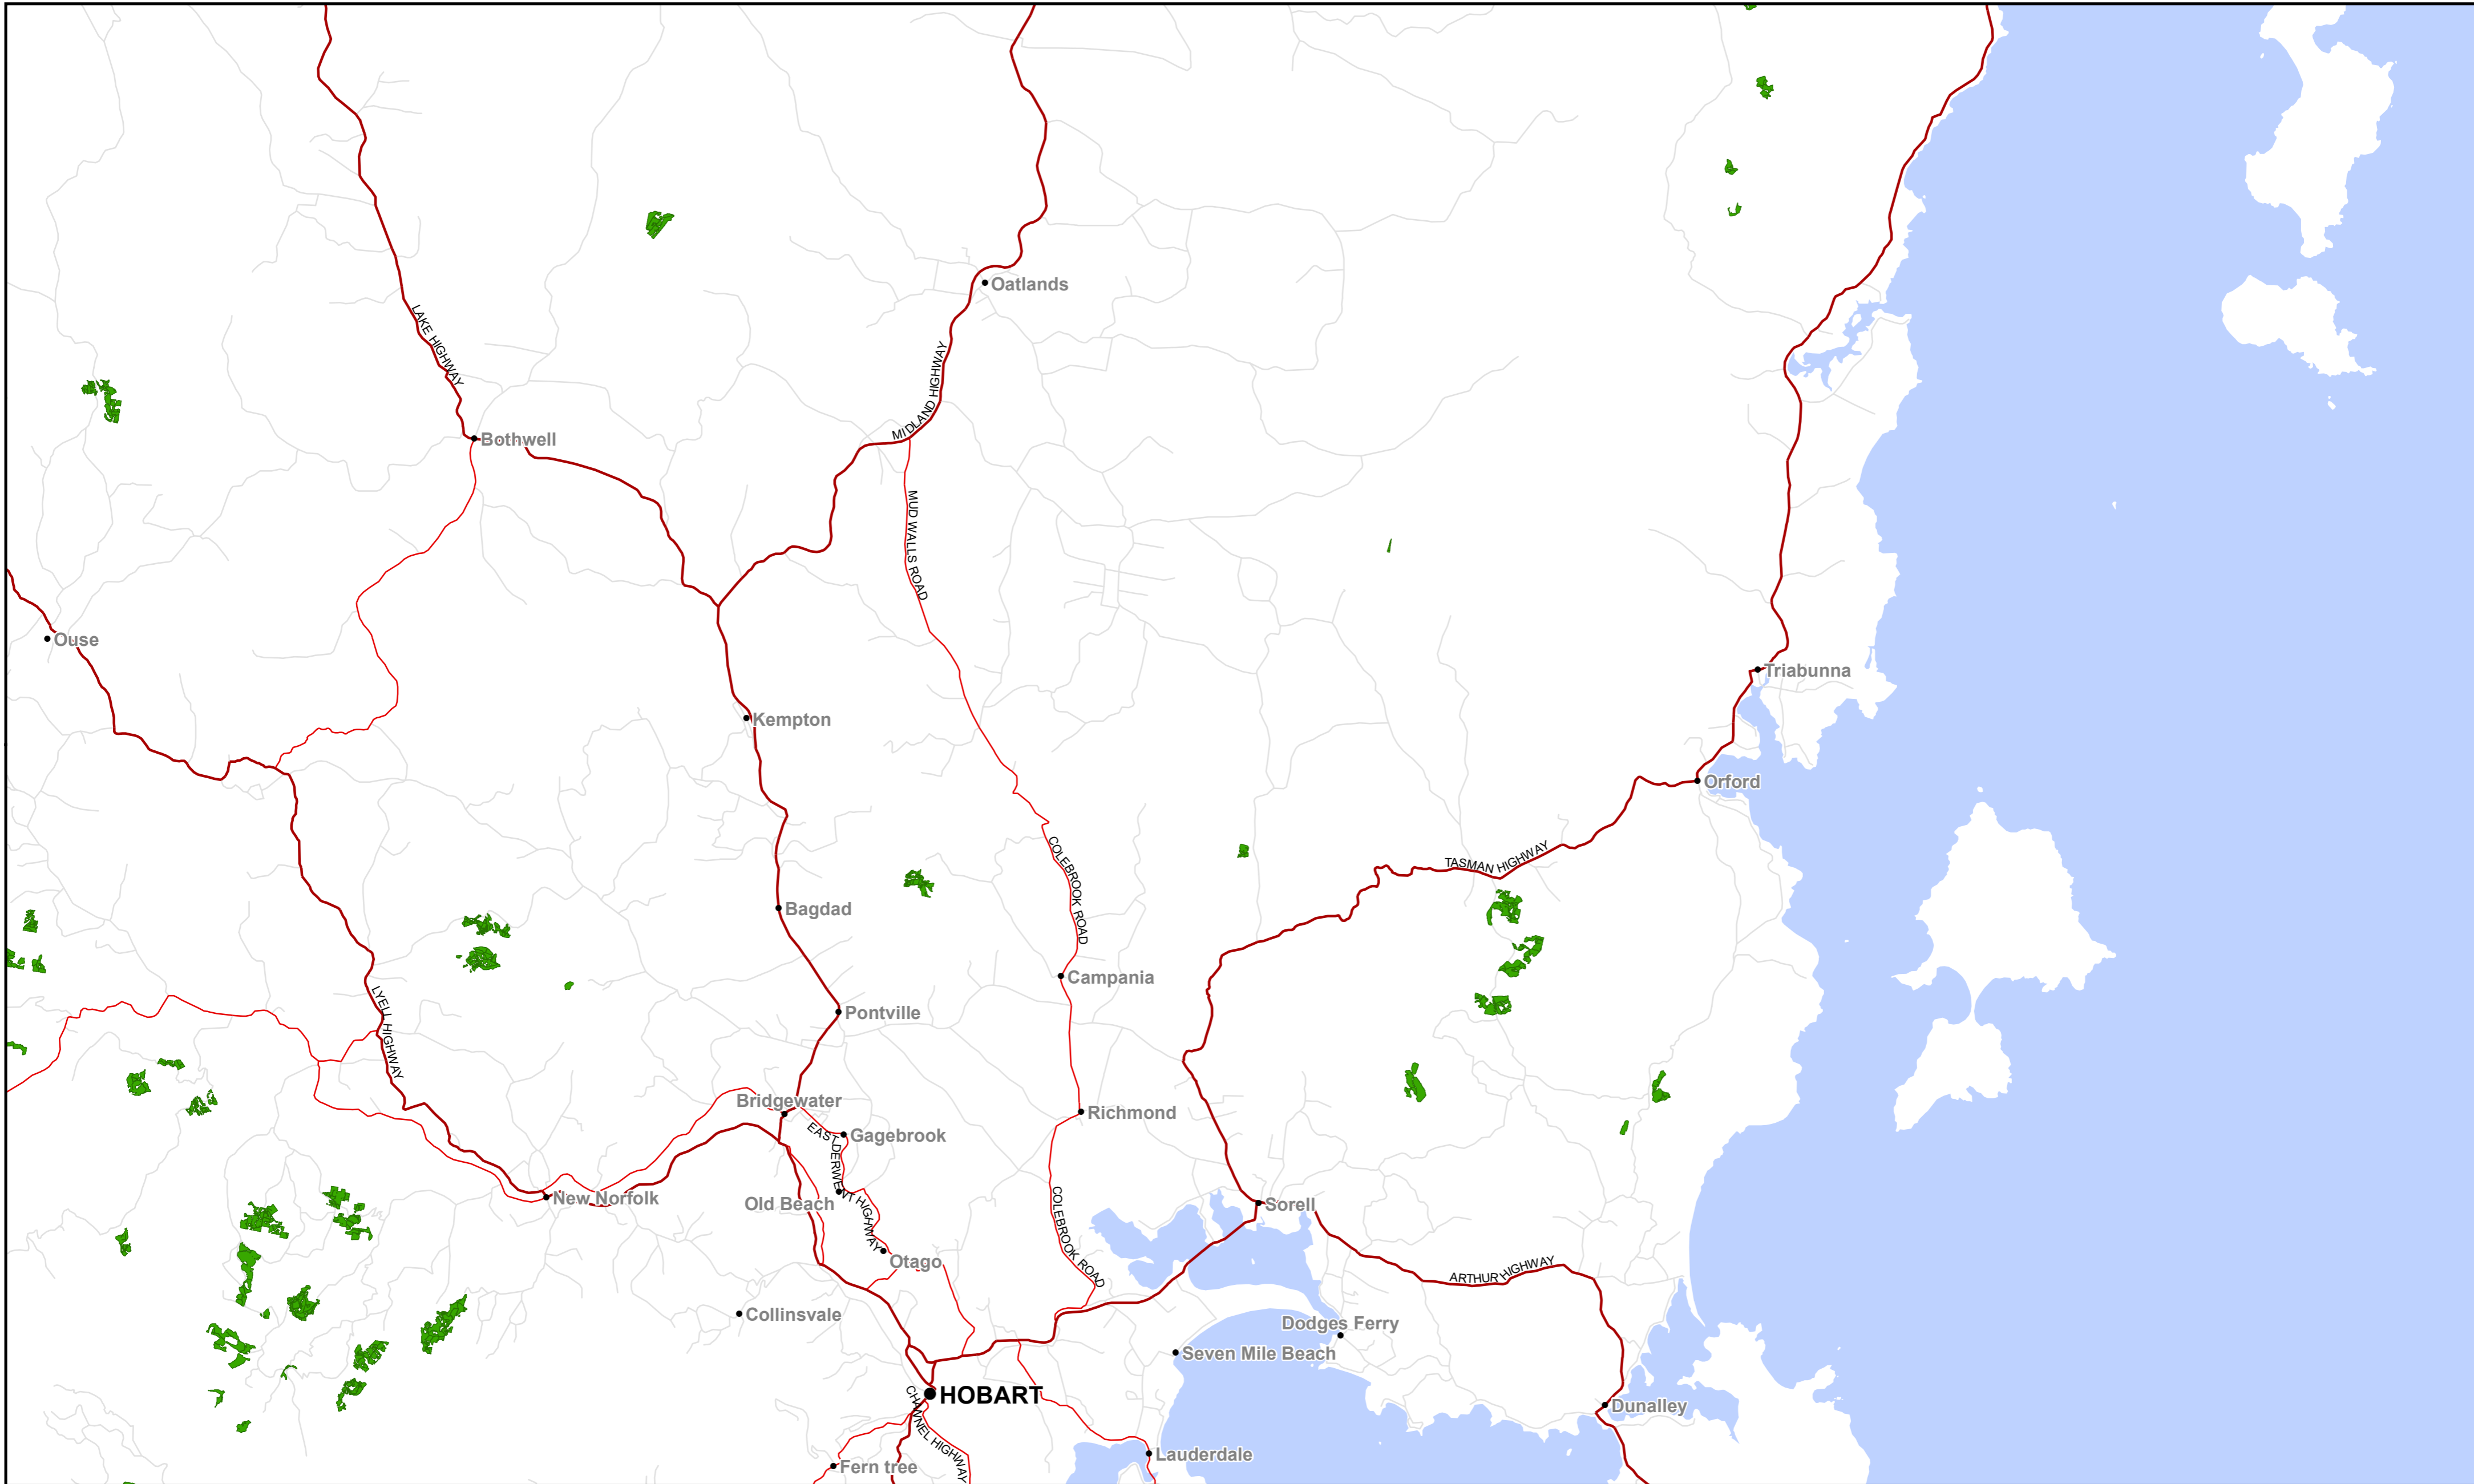 Oatlands
LAKE HIGHWAY
MIDLAND HIGHWAY
Bothwell
MUD WALLS ROAD
Ouse
Triabunna
Kempton
Orford
COLEBROOK ROAD
TASMAN HIGHWAY
Bagdad
Campania
LYELL HIGHWAY
Pontville
Bridgewater
Richmond
EAST DERWENT HIGHWAY
Gagebrook
New Norfolk
Old Beach
COLEBROOK ROAD
Sorell
Otago
ARTHUR HIGHWAY
Collinsvale
Dodges Ferry
Seven Mile Beach
HOBART
CHANNEL HIGHWAY
Dunalley
Lauderdale
Fern tree